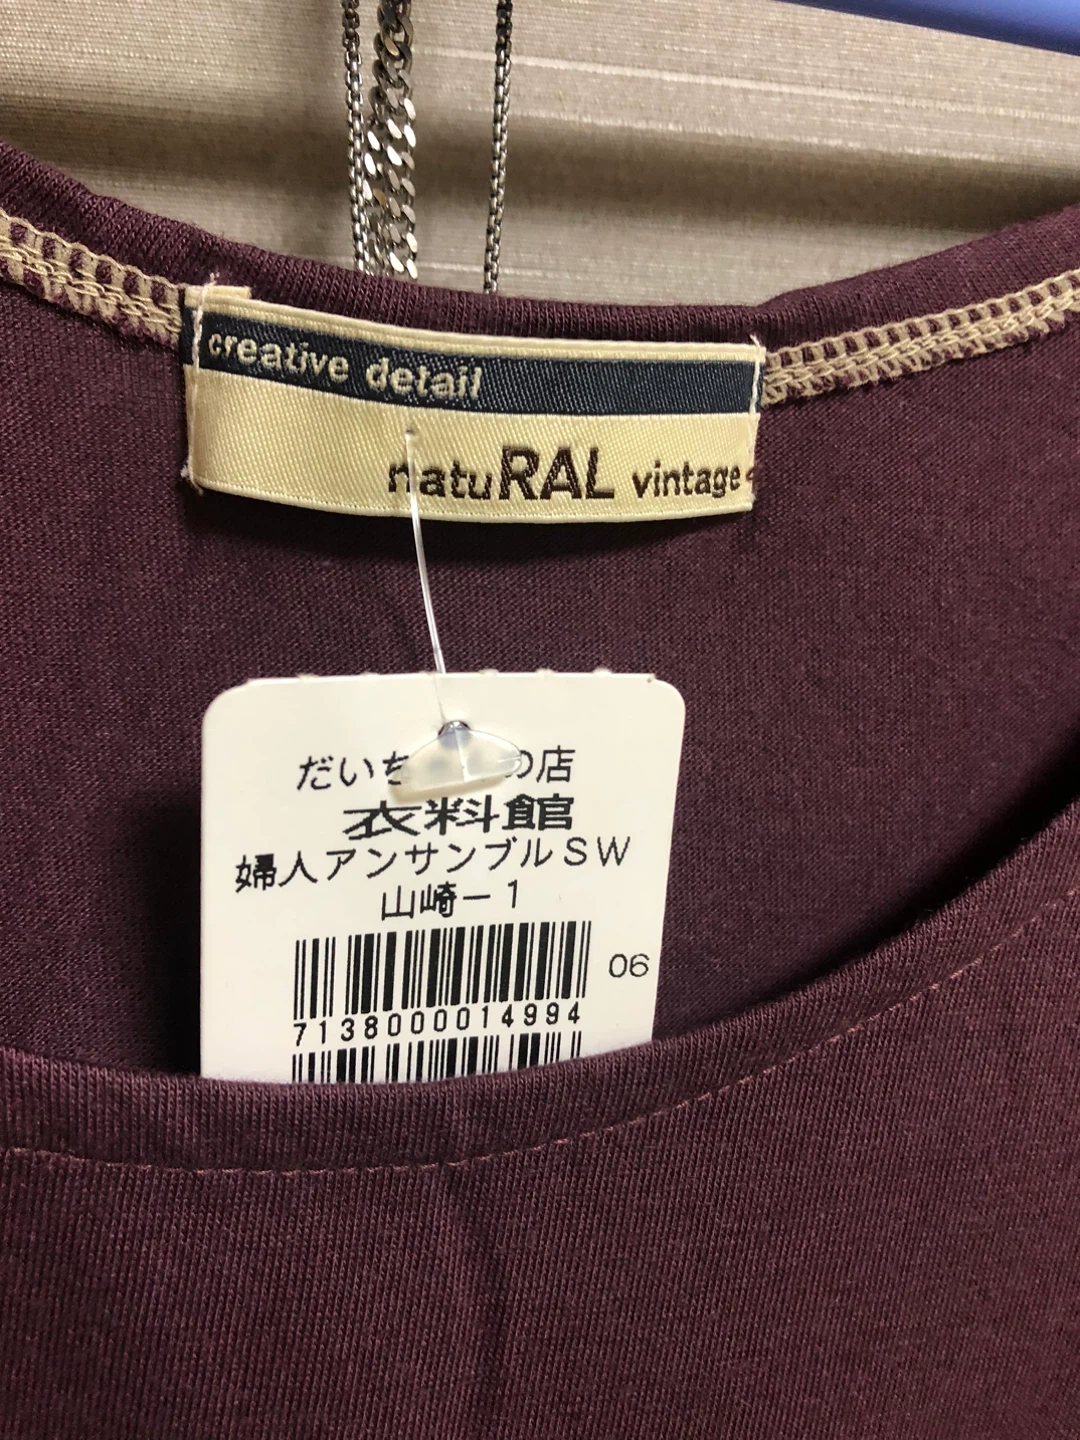 creative detail
natuRAL vintage
だいち の店
衣料館
婦人アンサンブルSW
山崎-1
06
7138000014994